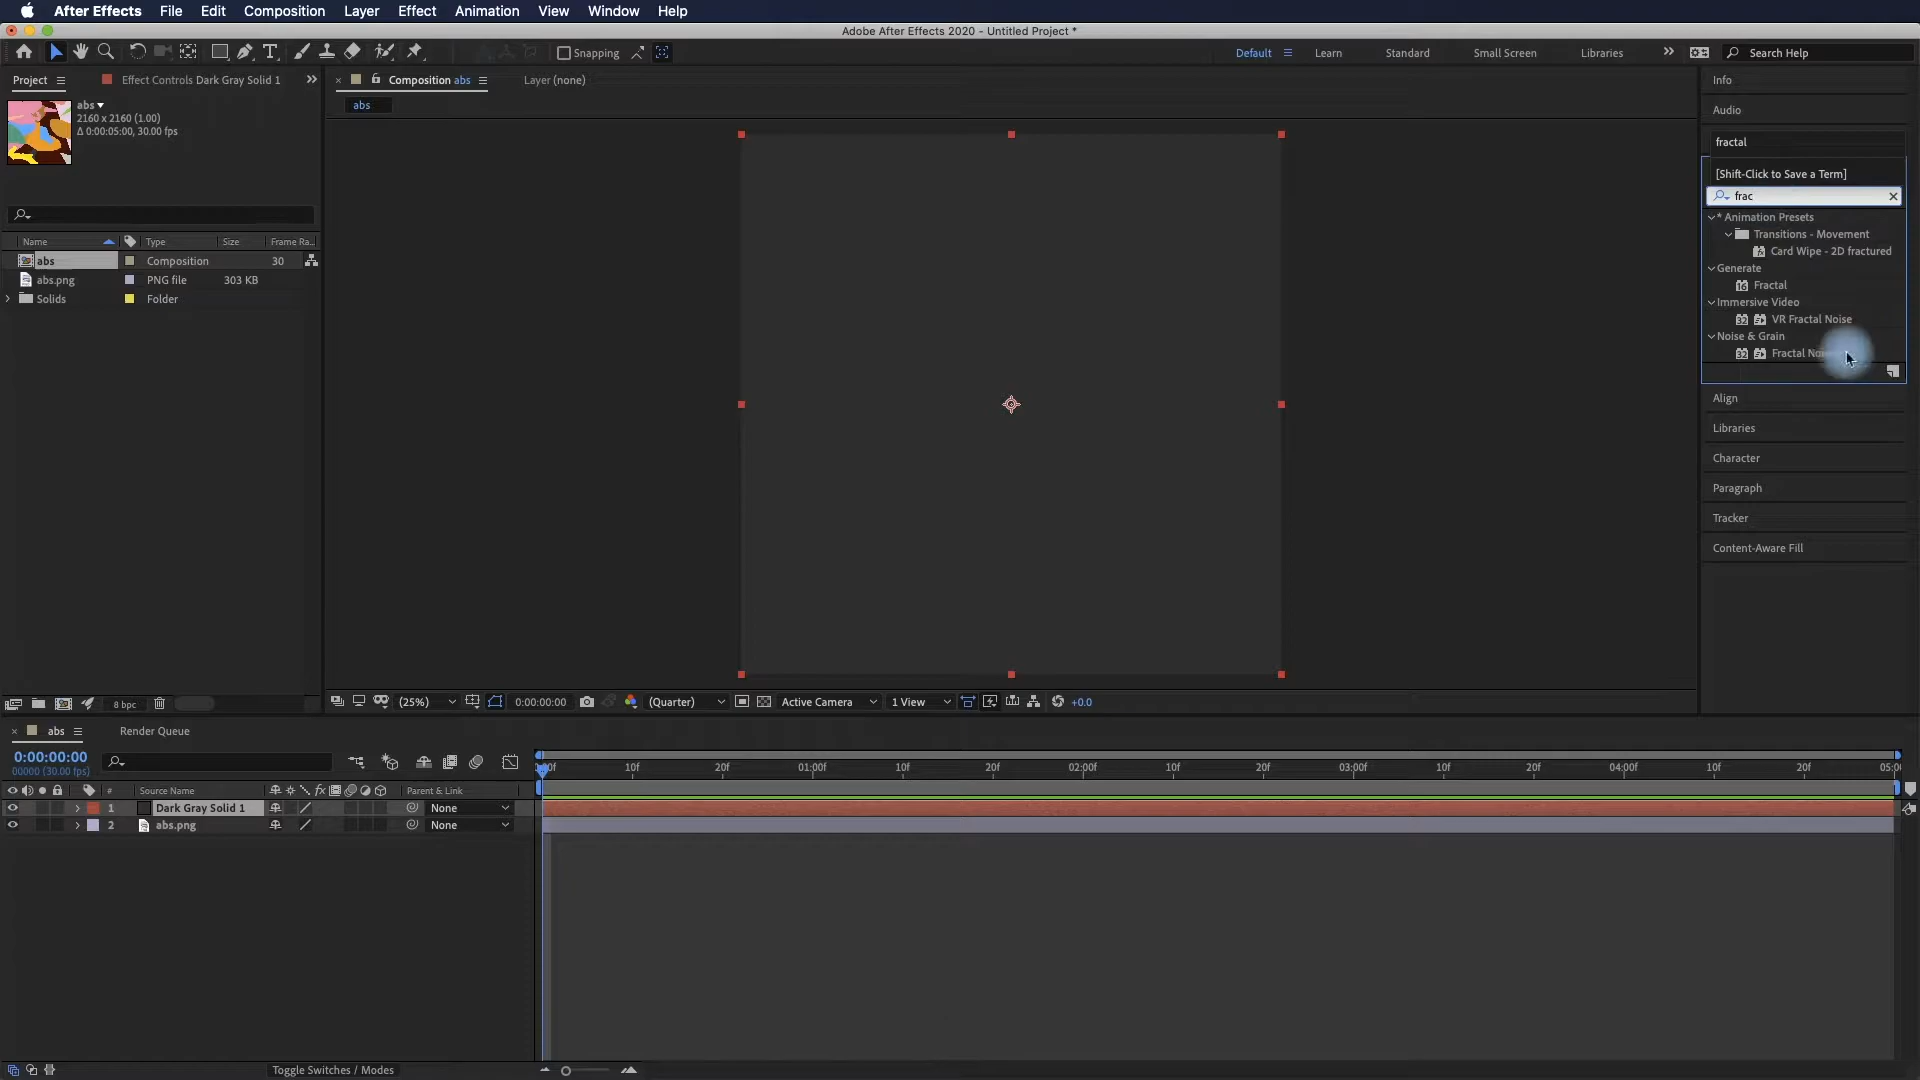 After Effects File Edit Composition Layer Effect Animation View Window Help
Adobe After Effects 2020 - Untitled Project *
Snapping
Default Learn Standard Small Screen Libraries
Search Help
Project
Effect Controls Dark Gray Solid 1
abs
2160 x 2160 (1.00)
Δ 0:00:05:00, 30.00 fps
Name Type Size Frame Ra...
abs Composition 30
abs.png PNG file 303 KB
Solids Folder
8 bpc
Composition abs
Layer (none)
abs
(25%) 0:00:00:00 (Quarter) Active Camera 1 View +0.0
Info
Audio
fractal
[Shift-Click to Save a Term]
frac
* Animation Presets
Transitions - Movement
Card Wipe - 2D fractured
Generate
Fractal
Immersive Video
VR Fractal Noise
Noise & Grain
Fractal
Align
Libraries
Character
Paragraph
Tracker
Content-Aware Fill
abs
Render Queue
0:00:00:00
00000 (30.00 fps)
10f 20f 01:00f 10f 20f 02:00f 10f 20f 03:00f 10f 20f 04:00f 10f 20f
# Source Name Parent & Link
1 Dark Gray Solid 1 None
2 abs.png None
Toggle Switches / Modes